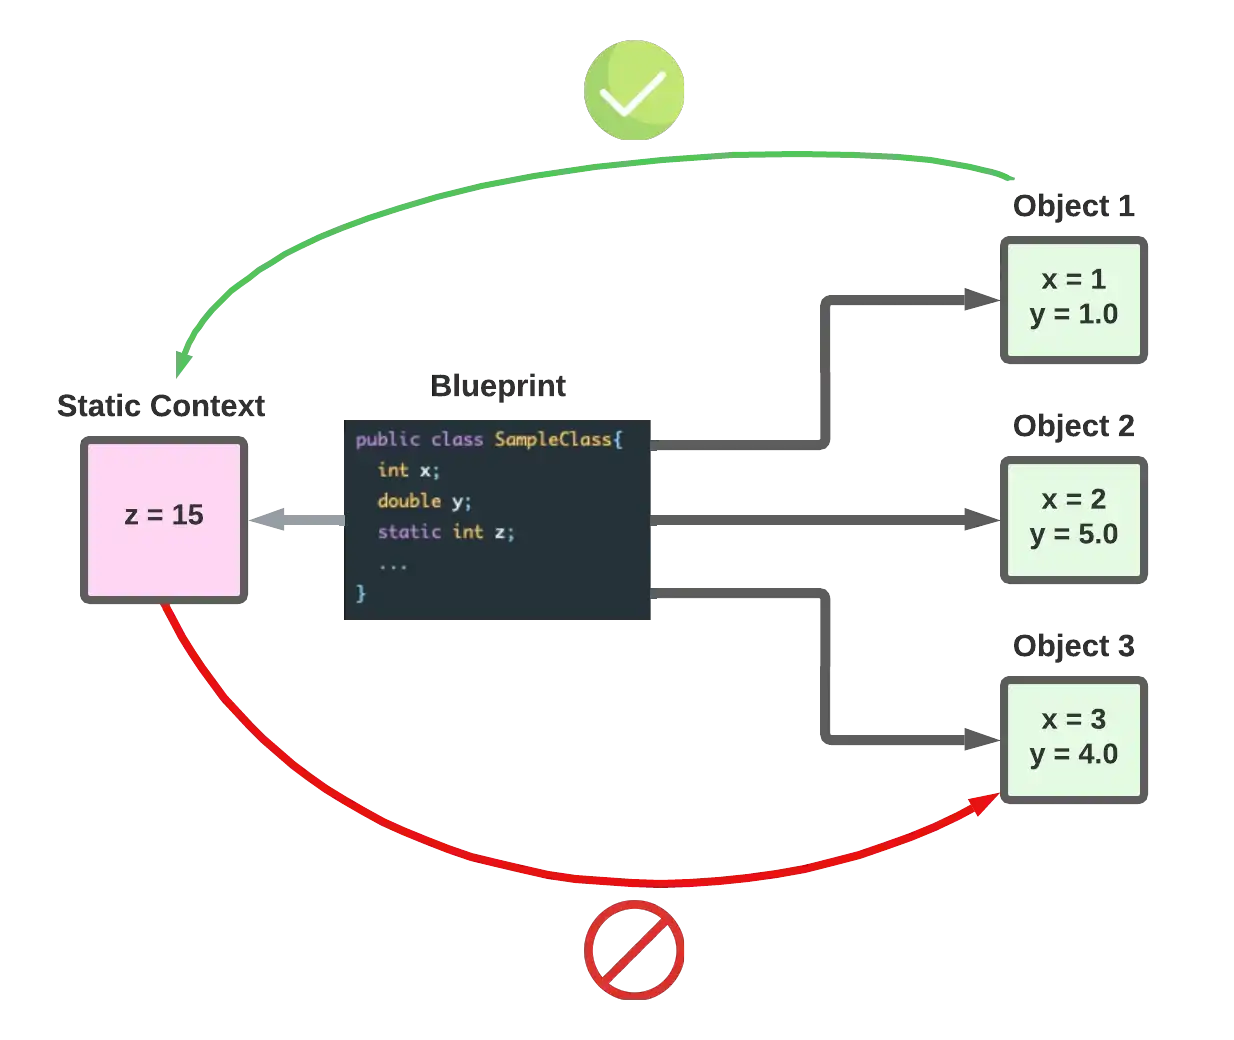 Object 1
x = 1
y = 1.0
Static Context
z = 15
Blueprint
public class SampleClass{
int x;
double y;
static int z;
...
}
Object 2
x = 2
y = 5.0
Object 3
x = 3
y = 4.0